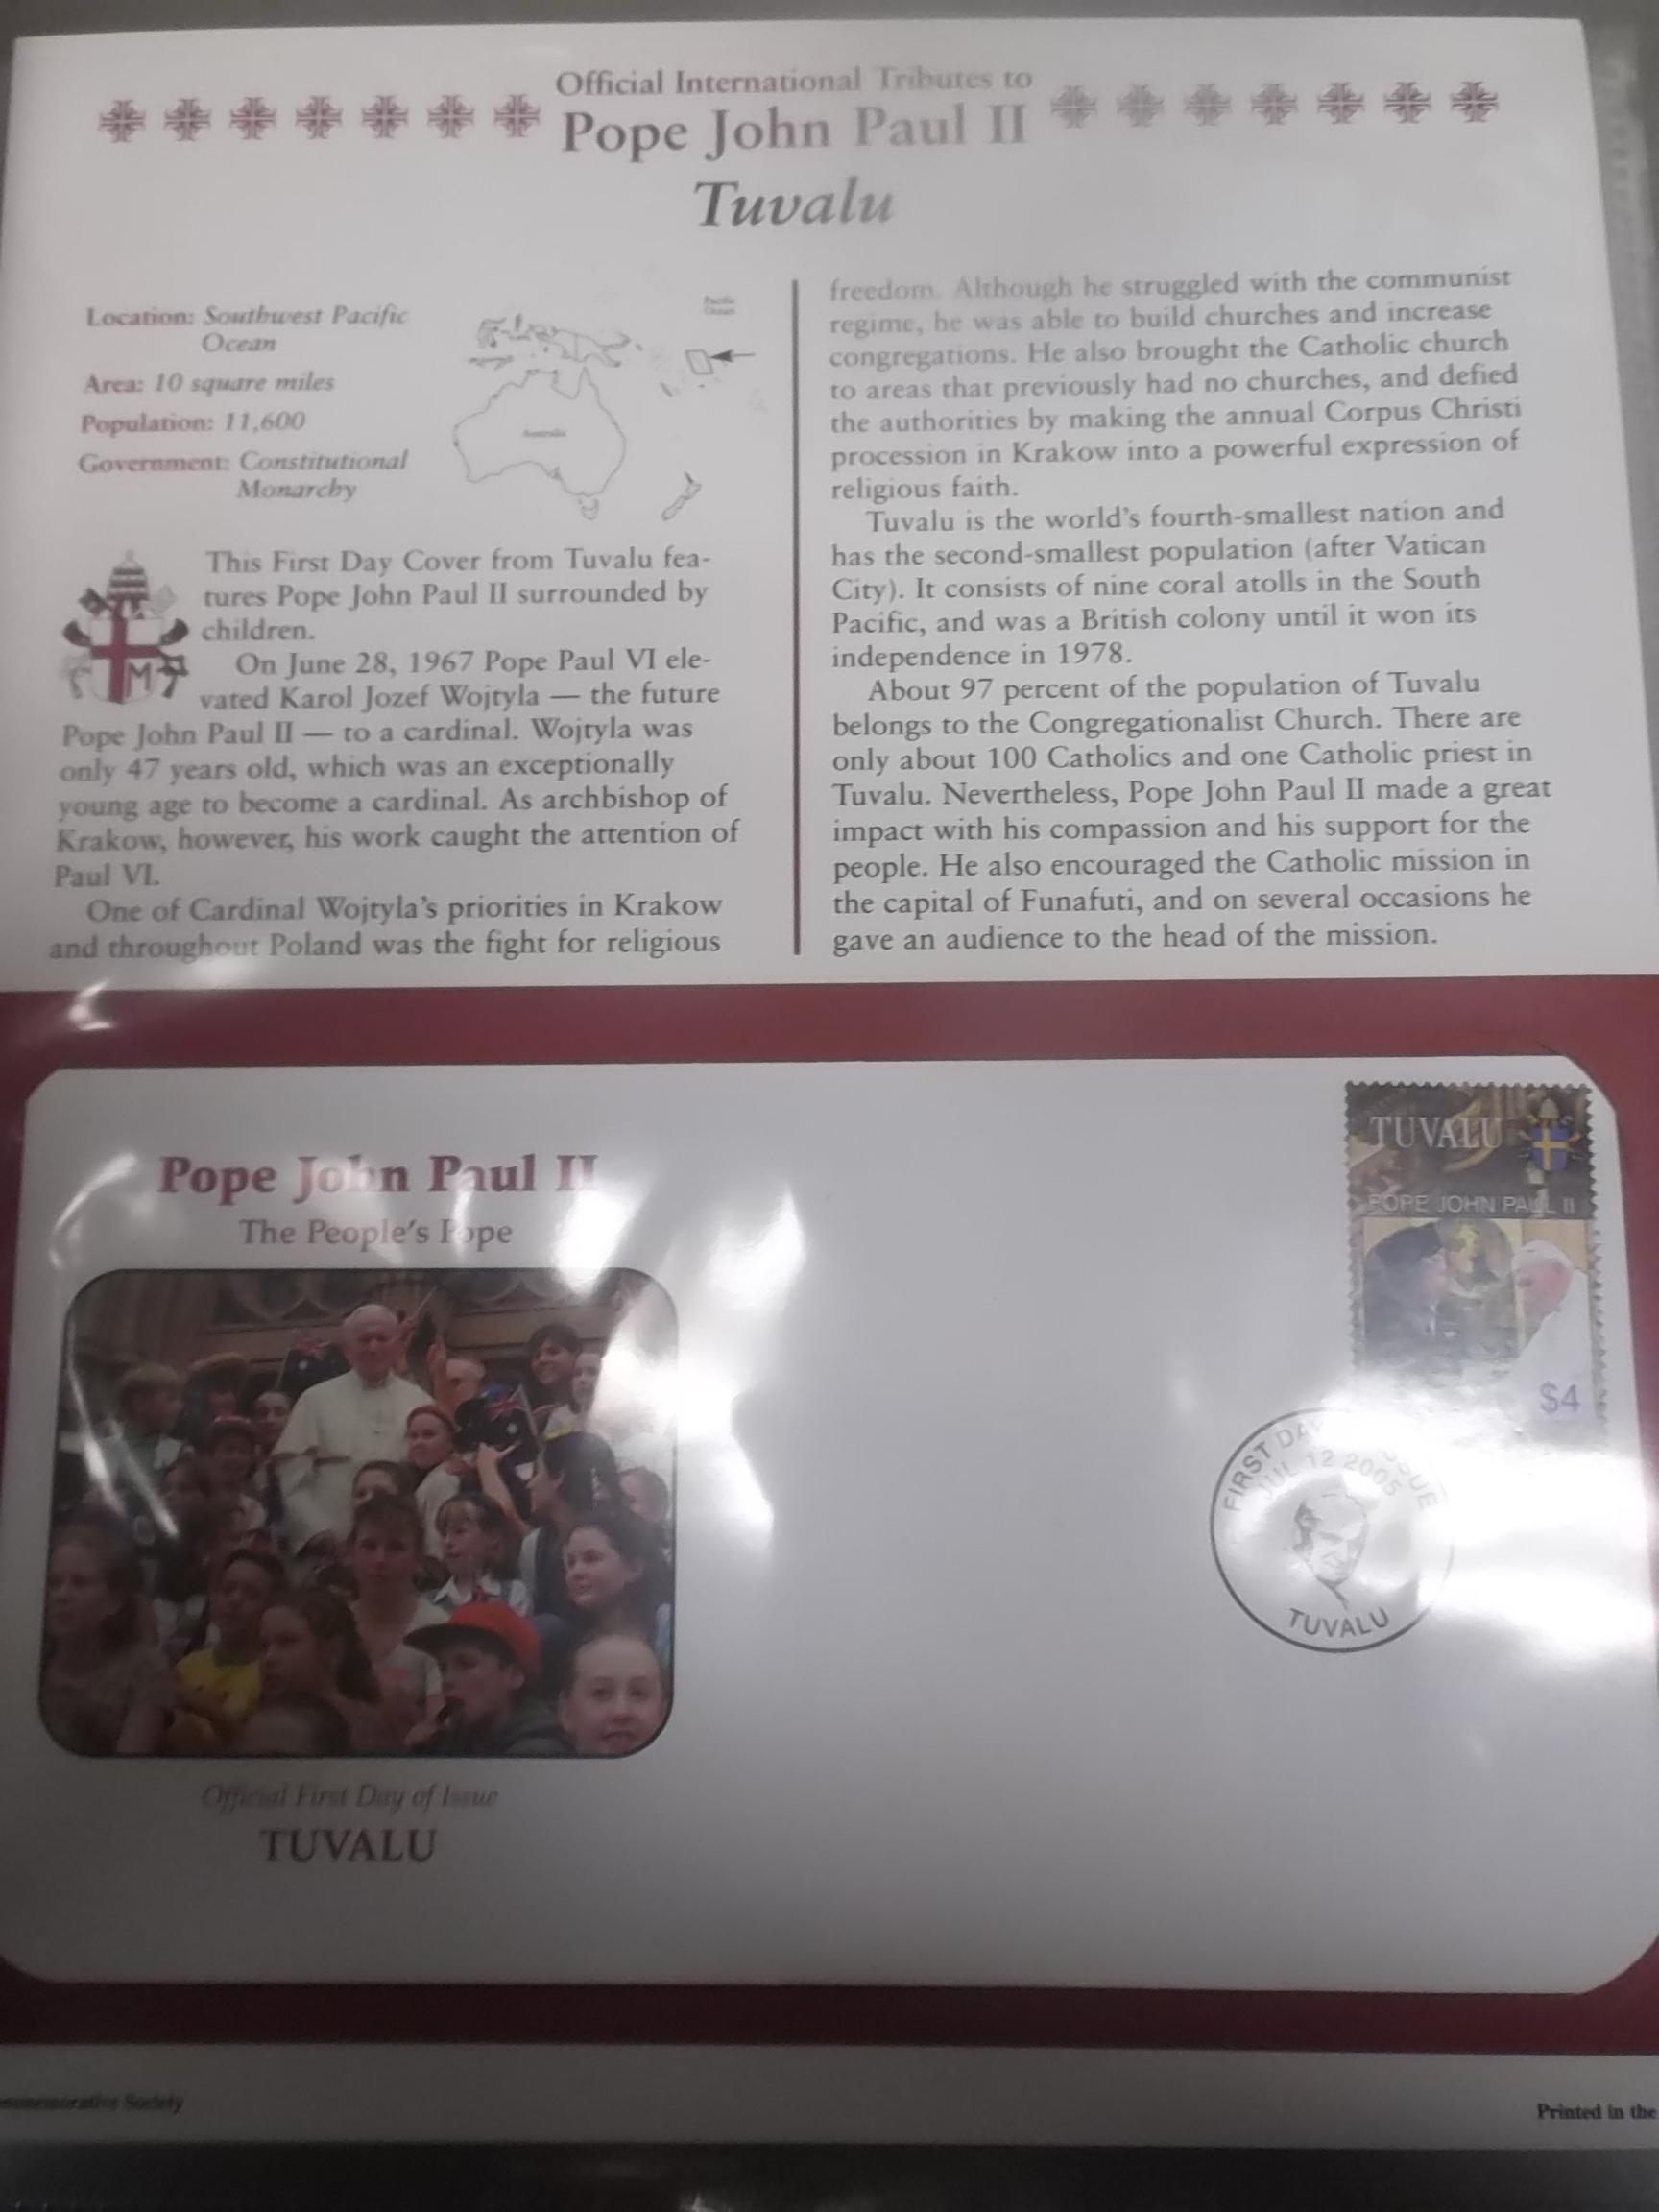 Official International Tributes to
Pope John Paul II
Tuvalu
Location: Southwest Pacific
Ocean
Area: 10 square miles
Population: 11,600
Government: Constitutional
Monarchy
Pacific
Ocean
Australia
This First Day Cover from Tuvalu fea-
tures Pope John Paul II surrounded by
children.
On June 28, 1967 Pope Paul VI ele-
vated Karol Jozef Wojtyla — the future
Pope John Paul II — to a cardinal. Wojtyla was
only 47 years old, which was an exceptionally
young age to become a cardinal. As archbishop of
Krakow, however, his work caught the attention of
Paul VI.
One of Cardinal Wojtyla's priorities in Krakow
and throughout Poland was the fight for religious
freedom. Although he struggled with the communist
regime, he was able to build churches and increase
congregations. He also brought the Catholic church
to areas that previously had no churches, and defied
the authorities by making the annual Corpus Christi
procession in Krakow into a powerful expression of
religious faith.
Tuvalu is the world's fourth-smallest nation and
has the second-smallest population (after Vatican
City). It consists of nine coral atolls in the South
Pacific, and was a British colony until it won its
independence in 1978.
About 97 percent of the population of Tuvalu
belongs to the Congregationalist Church. There are
only about 100 Catholics and one Catholic priest in
Tuvalu. Nevertheless, Pope John Paul II made a great
impact with his compassion and his support for the
people. He also encouraged the Catholic mission in
the capital of Funafuti, and on several occasions he
gave an audience to the head of the mission.
M
Pope John Paul II
The People's Pope
Official First Day of Issue
TUVALU
TUVALU
POPE JOHN PAUL II
$4
FIRST DAY ISSUE
JUL 12 2005
TUVALU
Society
Printed in the